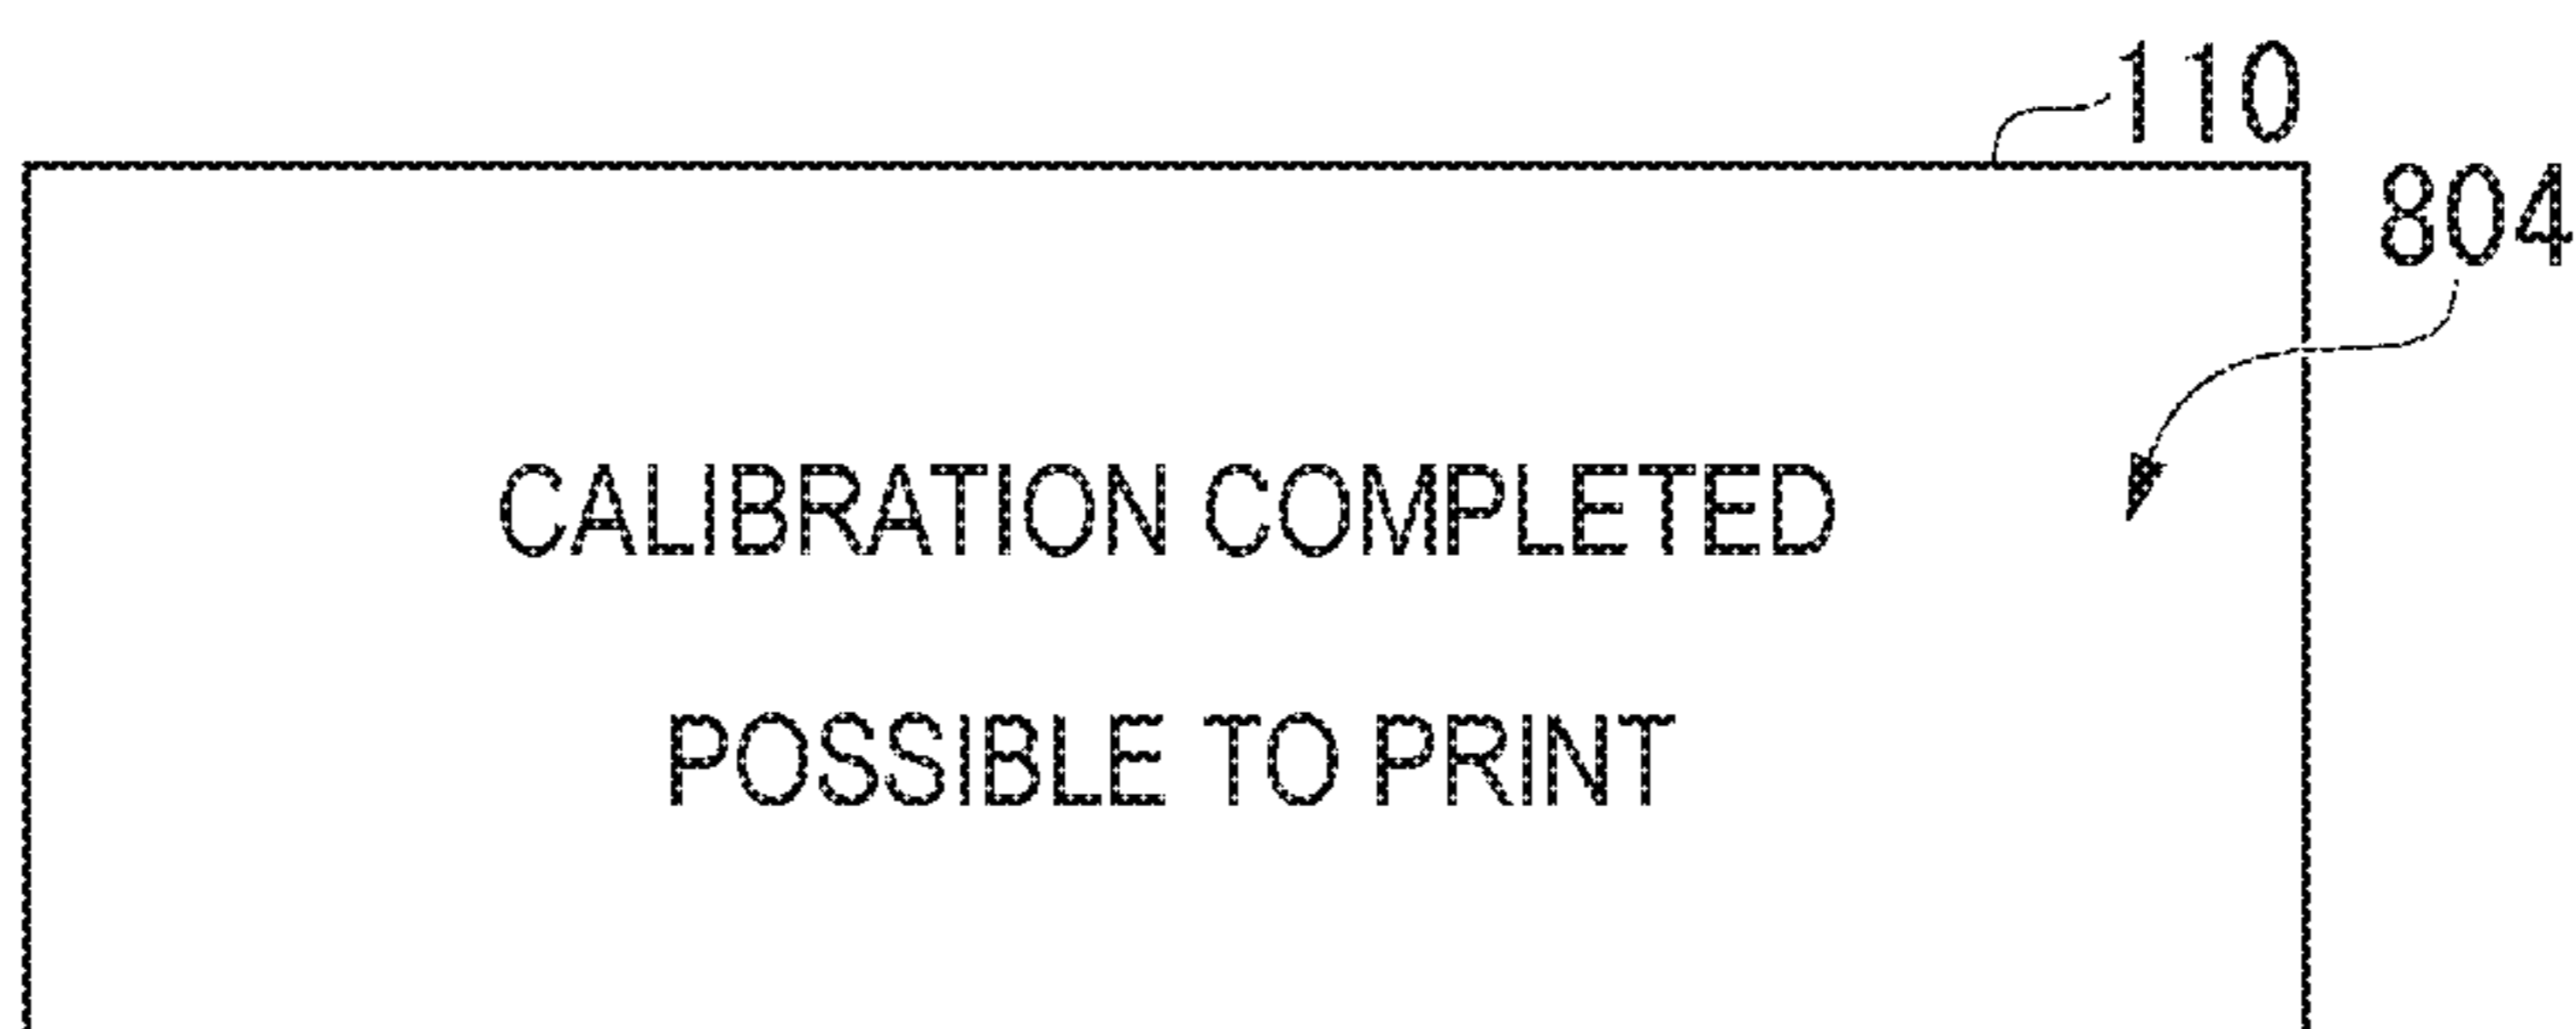 110
804
CALIBRATION COMPLETED
POSSIBLE TO PRINT